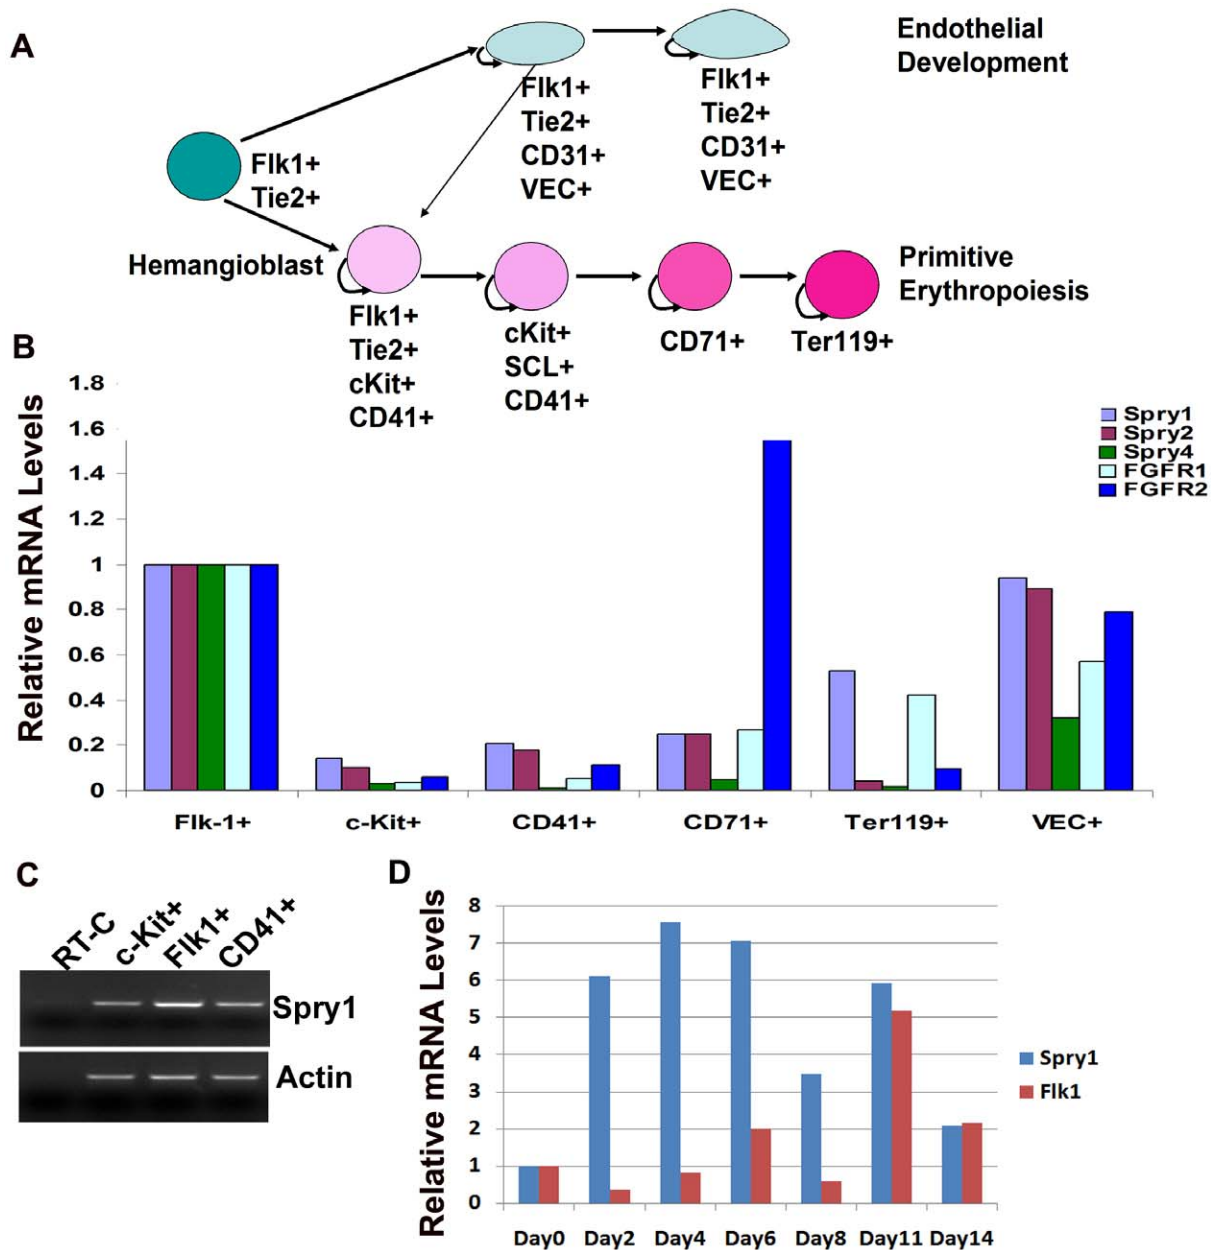 A
Endothelial
Development
Flk1+
Tie2+
CD31+
VEC+
Flk1+
Tie2+
CD31+
VEC+
Flk1+
Tie2+
Hemangioblast
Primitive
Erythropoiesis
Flk1+
Tie2+
cKit+
CD41+
cKit+
SCL+
CD41+
CD71+
Ter119+
B
Relative mRNA Levels
1.8
1.6
1.4
1.2
1
0.8
0.6
0.4
0.2
0
Spry1
Spry2
Spry4
FGFR1
FGFR2
Flk-1+ c-Kit+ CD41+ CD71+ Ter119+ VEC+
C
RT-C c-Kit+ Flk1+ CD41+
Spry1
Actin
D
Relative mRNA Levels
8
7
6
5
4
3
2
1
0
Spry1
Flk1
Day0 Day2 Day4 Day6 Day8 Day11 Day14